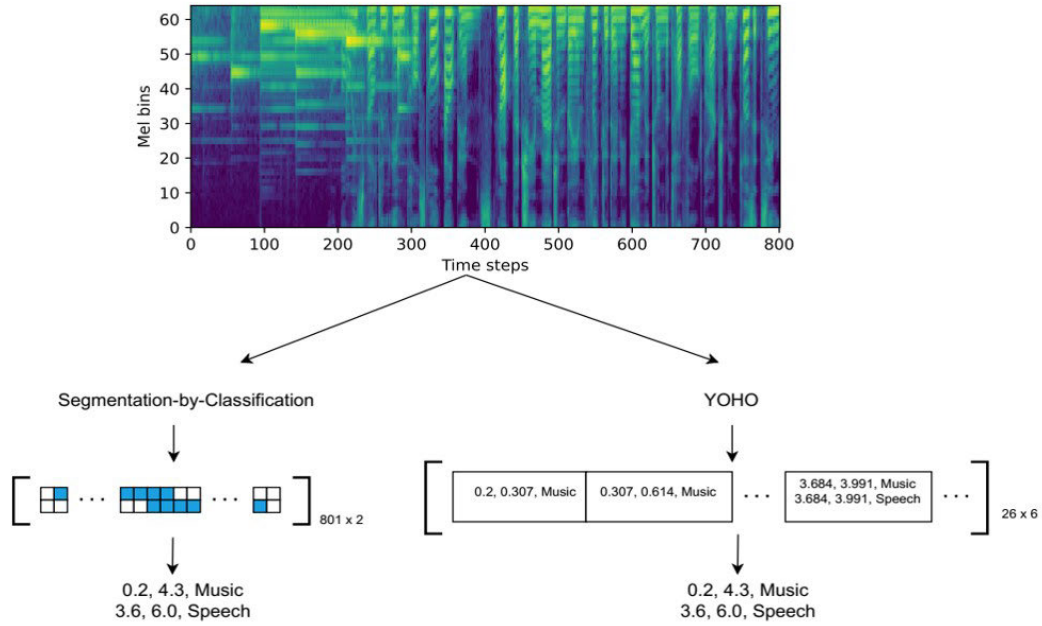 60
50
40
30
20
10
0
Mel bins
0 100 200 300 400 500 600 700 800
Time steps
Segmentation-by-Classification
YOHO
801 x 2
0.2, 0.307, Music
0.307, 0.614, Music
3.684, 3.991, Music
3.684, 3.991, Speech
26 x 6
0.2, 4.3, Music
3.6, 6.0, Speech
0.2, 4.3, Music
3.6, 6.0, Speech